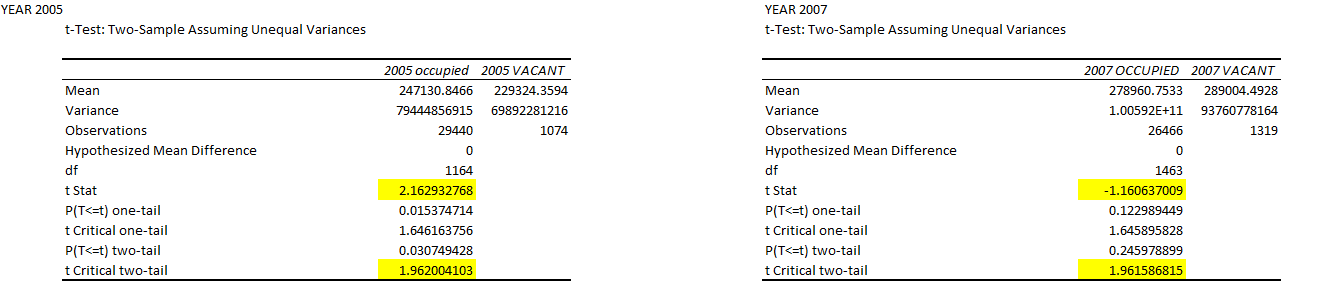 YEAR 2005
t-Test: Two-Sample Assuming Unequal Variances
2005 occupied 2005 VACANT
Mean 247130.8466 229324.3594
Variance 79444856915 69892281216
Observations 29440 1074
Hypothesized Mean Difference 0
df 1164
t Stat 2.162932768
P(T<=t) one-tail 0.015374714
t Critical one-tail 1.646163756
P(T<=t) two-tail 0.030749428
t Critical two-tail 1.962004103
YEAR 2007
t-Test: Two-Sample Assuming Unequal Variances
2007 OCCUPIED 2007 VACANT
Mean 278960.7533 289004.4928
Variance 1.00592E+11 93760778164
Observations 26466 1319
Hypothesized Mean Difference 0
df 1463
t Stat -1.160637009
P(T<=t) one-tail 0.122989449
t Critical one-tail 1.645895828
P(T<=t) two-tail 0.245978899
t Critical two-tail 1.961586815